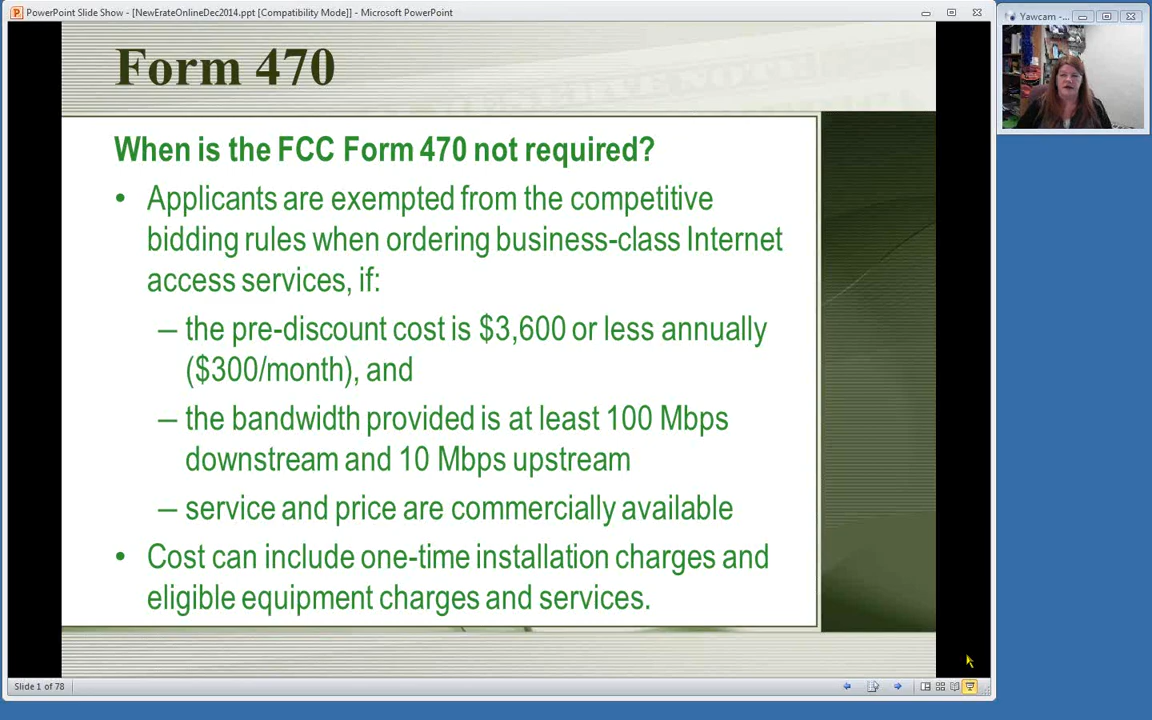 PowerPoint Slide Show - [NewErateOnlineDec2014.ppt [Compatibility Mode]] - Microsoft PowerPoint
Yawcam -...
Form 470
When is the FCC Form 470 not required?
• Applicants are exempted from the competitive
bidding rules when ordering business-class Internet
access services, if:
– the pre-discount cost is $3,600 or less annually
($300/month), and
– the bandwidth provided is at least 100 Mbps
downstream and 10 Mbps upstream
– service and price are commercially available
• Cost can include one-time installation charges and
eligible equipment charges and services.
Slide 1 of 78